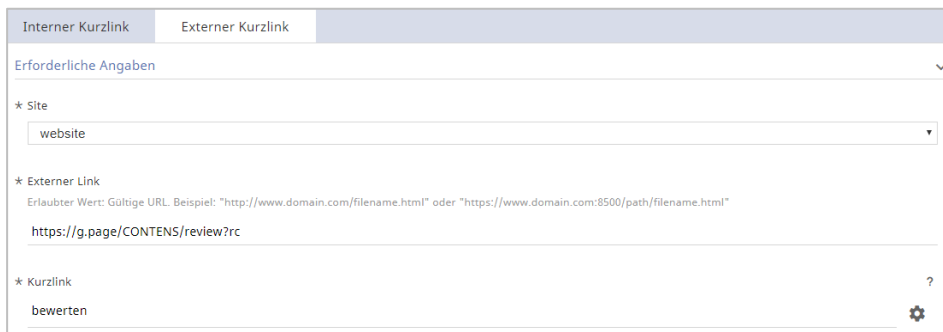 Interner Kurzlink Externer Kurzlink
Erforderliche Angaben
* Site
website
* Externer Link
Erlaubter Wert: Gültige URL. Beispiel: "http://www.domain.com/filename.html" oder "https://www.domain.com:8500/path/filename.html"
https://g.page/CONTENS/review?rc
* Kurzlink ?
bewerten